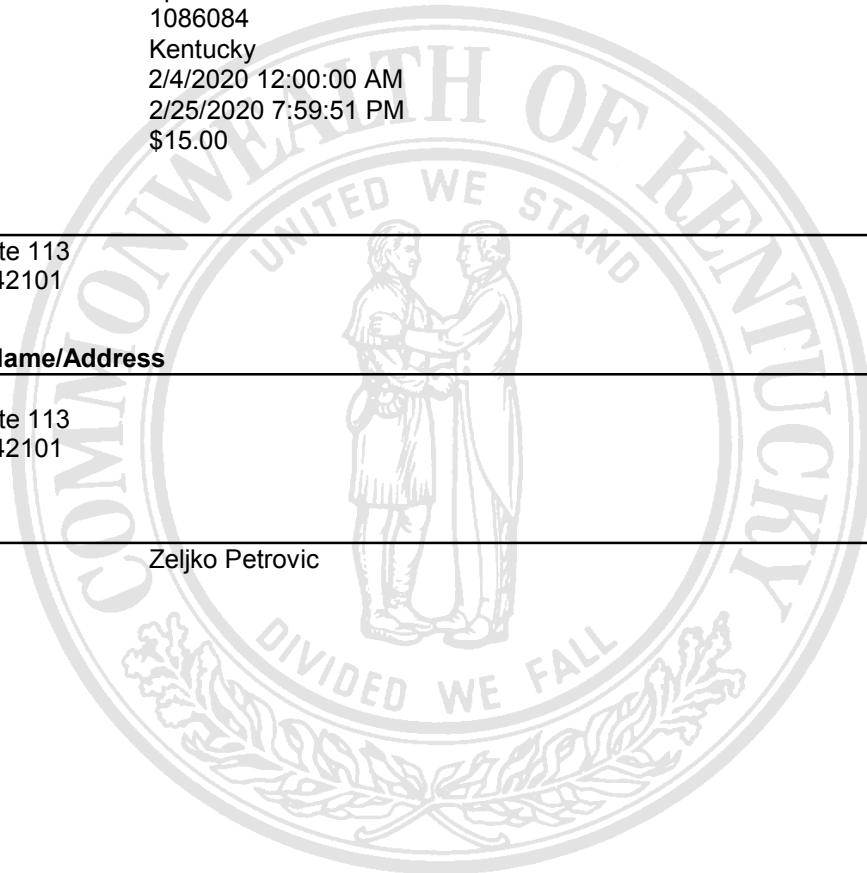 1086084
Kentucky
2/4/2020 12:00:00 AM
2/25/2020 7:59:51 PM
$15.00
COMMONWEALTH OF KENTUCKY
UNITED WE STAND
te 113
42101
lame/Address
te 113
42101
Zeljko Petrovic
DIVIDED WE FALL